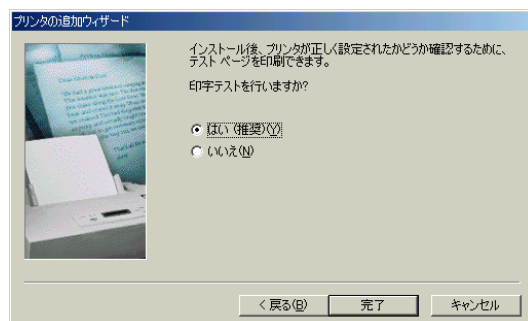 プリンタの追加ウィザード
インストール後、プリンタが正しく設定されたかどうか確認するために、
テスト ページを印刷できます。
印字テストを行いますか?
はい (推奨)(Y)
いいえ(N)
< 戻る(B)
完了
キャンセル